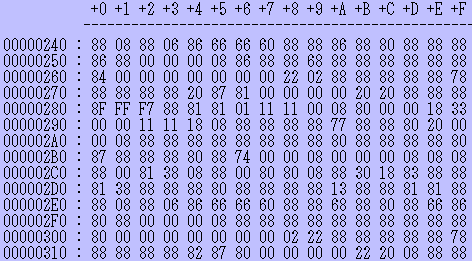 +0 +1 +2 +3 +4 +5 +6 +7 +8 +9 +A +B +C +D +E +F
00000240 : 88 08 88 06 86 66 66 60 88 88 86 88 80 88 88 88
00000250 : 86 88 00 00 00 08 86 88 88 68 88 88 88 88 88 88
00000260 : 84 00 00 00 00 00 00 00 22 02 88 88 88 88 88 78
00000270 : 88 88 88 88 20 87 81 00 00 00 00 20 20 88 88 88
00000280 : 8F FF F7 88 81 81 01 11 11 00 08 80 00 00 18 33
00000290 : 00 00 11 11 18 08 88 88 88 88 77 88 88 80 20 00
000002A0 : 00 08 88 88 88 88 88 88 88 88 80 88 88 88 88 88
000002B0 : 87 88 88 88 80 88 74 00 00 00 00 00 00 08 08 08
000002C0 : 88 00 81 38 08 88 00 80 80 08 88 30 18 83 88 88
000002D0 : 81 38 88 88 88 80 88 88 88 88 13 88 88 81 81 88
000002E0 : 88 08 88 06 86 66 66 60 88 88 68 88 80 88 66 86
000002F0 : 80 88 00 00 00 08 88 88 88 88 88 88 88 88 88 88
00000300 : 80 00 00 00 00 00 00 00 02 22 88 88 88 88 88 78
00000310 : 88 88 88 88 82 87 80 00 00 00 00 22 20 08 88 88